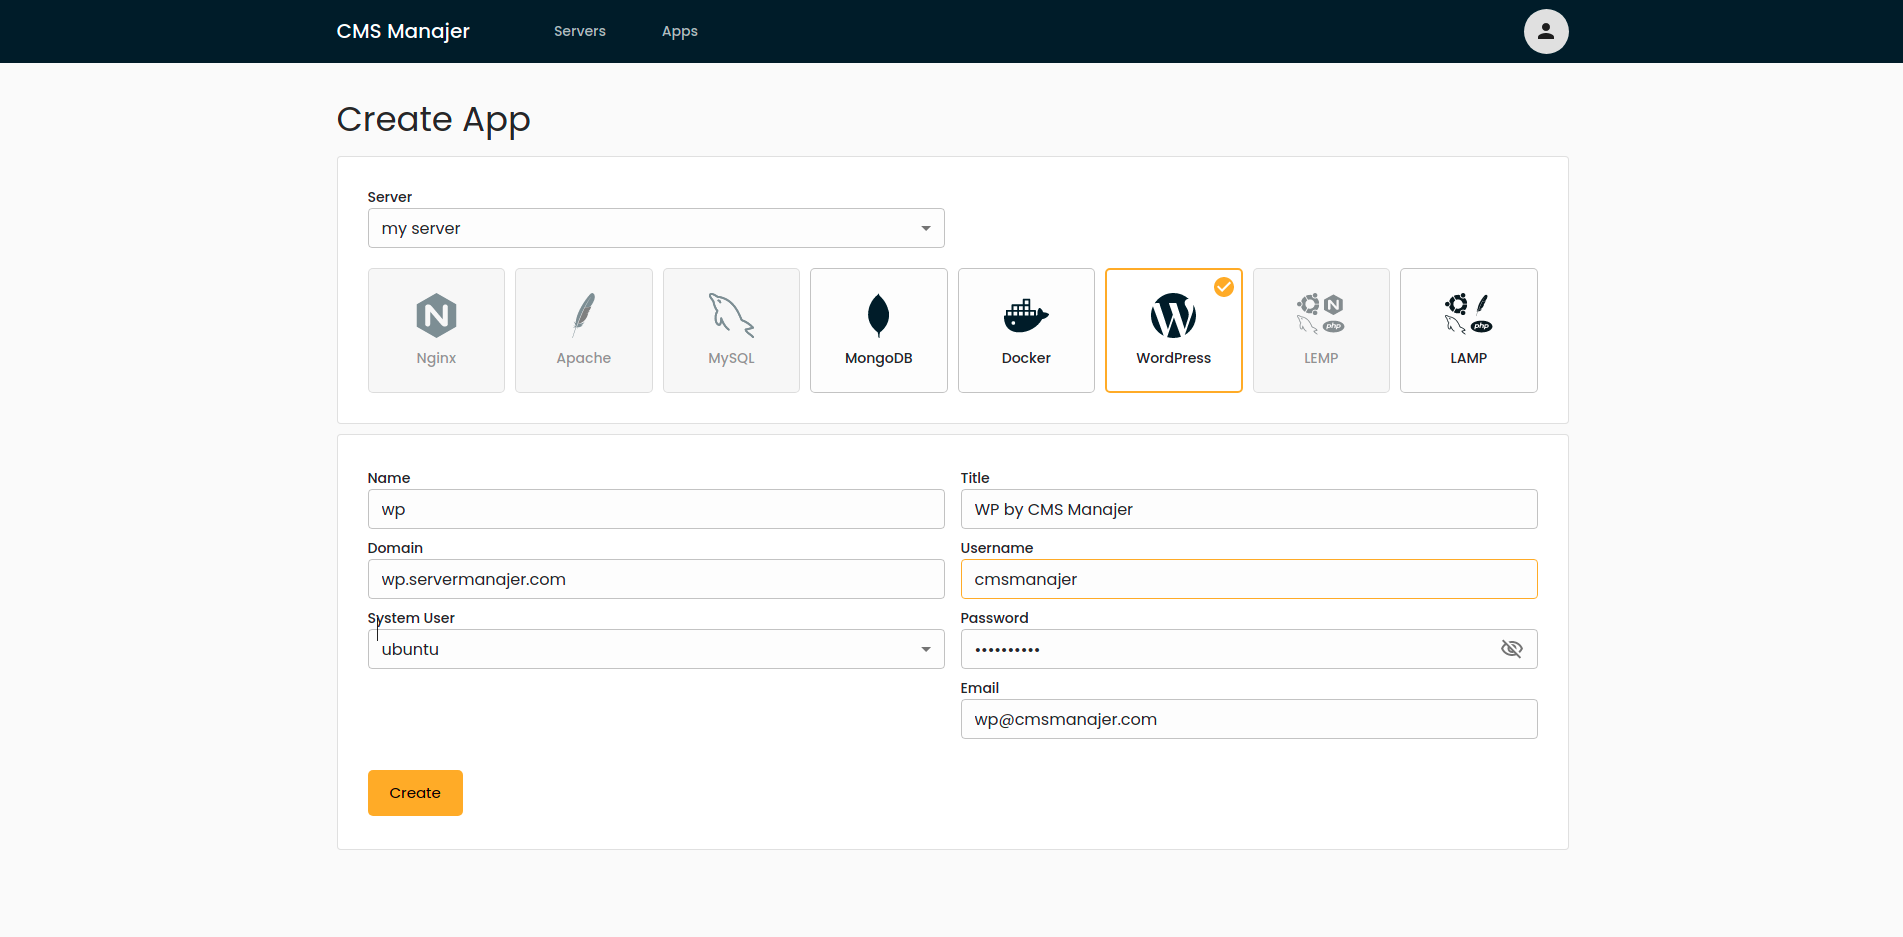 CMS Manajer
Servers
Apps
Create App
Server
my server
Nginx
Apache
MySQL
MongoDB
Docker
WordPress
php
LEMP
php
LAMP
Name
wp
Title
WP by CMS Manajer
Domain
wp.servermanajer.com
Username
cmsmanajer
System User
ubuntu
Password
••••••••••
Email
wp@cmsmanajer.com
Create